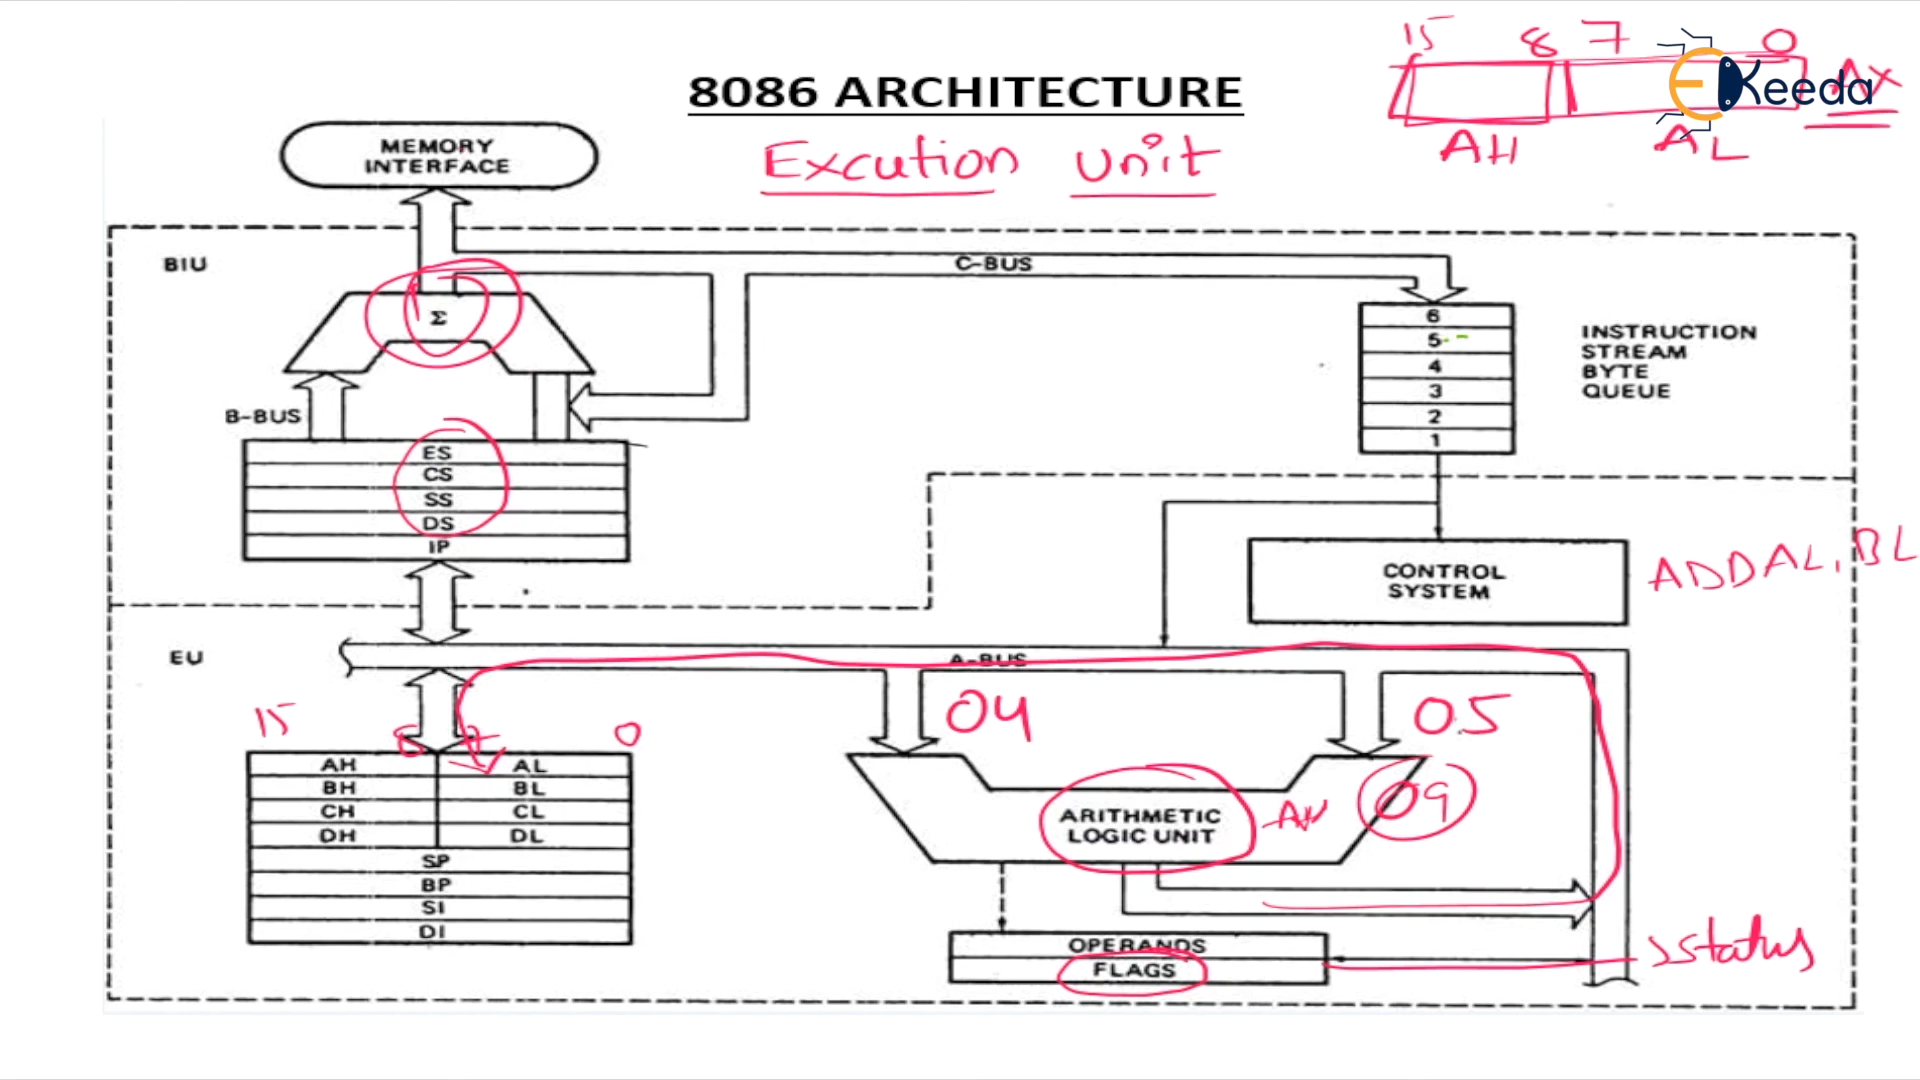 15 8 7 0
EKeeda
AX
8086 ARCHITECTURE
AH AL
Excution Unit
MEMORY
INTERFACE
BIU
C-BUS
Σ
6
5
4
3
2
1
INSTRUCTION
STREAM
BYTE
QUEUE
B-BUS
ES
CS
SS
DS
IP
CONTROL
SYSTEM
ADD AL, BL
EU
A-BUS
15 8 7 0
04
05
AH AL
BH BL
CH CL
DH DL
SP
BP
SI
DI
ARITHMETIC
LOGIC UNIT
09
OPERANDS
FLAGS
status